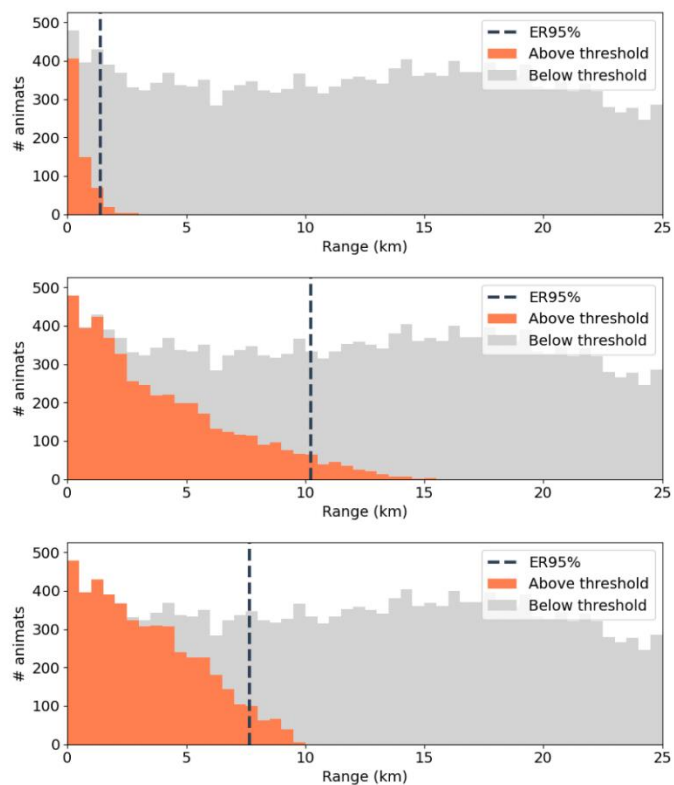 500
400
300
200
100
0
# animats
ER95%
Above threshold
Below threshold
0 5 10 15 20 25
Range (km)
500
400
300
200
100
0
# animats
ER95%
Above threshold
Below threshold
0 5 10 15 20 25
Range (km)
500
400
300
200
100
0
# animats
ER95%
Above threshold
Below threshold
0 5 10 15 20 25
Range (km)